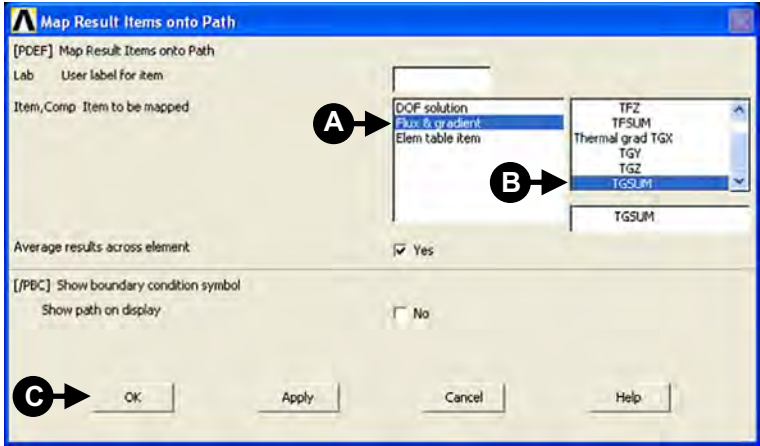 Map Result Items onto Path
[PDEF] Map Result Items onto Path
Lab User label for item
Item,Comp Item to be mapped
DOF solution
Flux & gradient
Elem table item
TFZ
TFSUM
Thermal grad TGX
TGY
TGZ
TGSUM
TGSUM
A
B
Average results across element
Yes
[/PBC] Show boundary condition symbol
Show path on display
No
C
OK
Apply
Cancel
Help